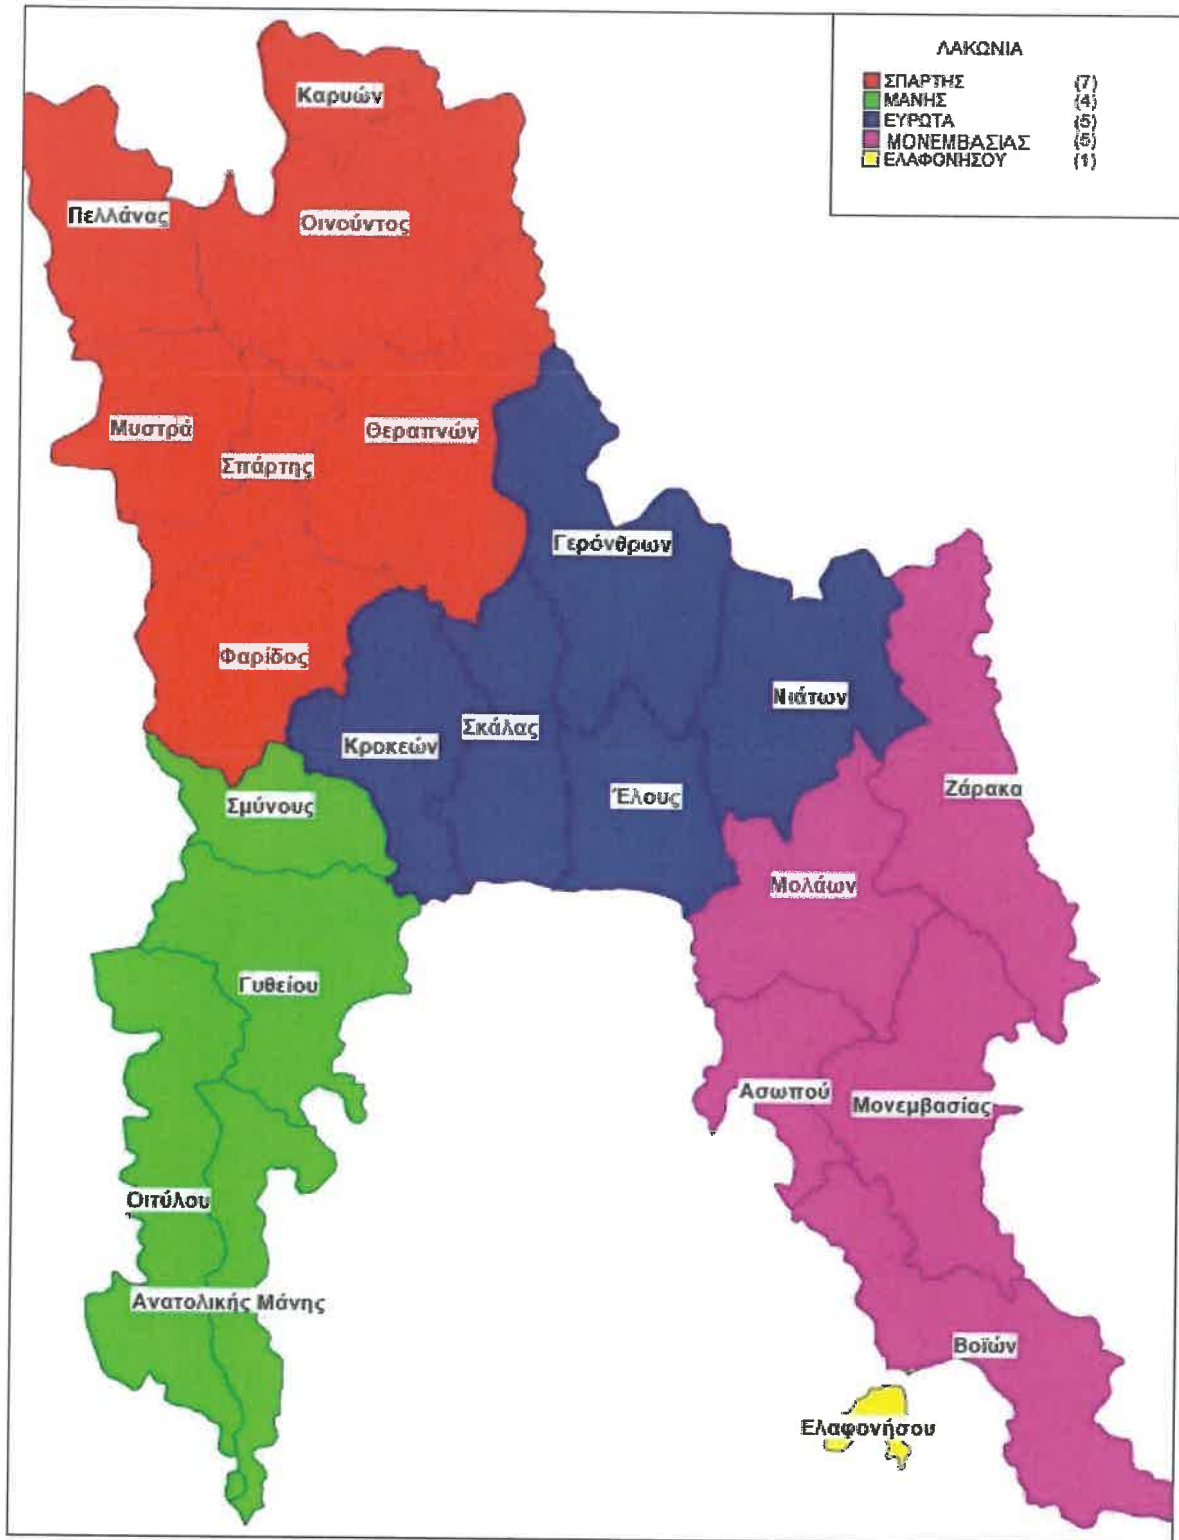 ΛΑΚΩΝΙΑ
ΣΠΑΡΤΗΣ (7)
ΜΑΝΗΣ (4)
ΕΥΡΩΤΑ (5)
ΜΟΝΕΜΒΑΣΙΑΣ (5)
ΕΛΑΦΟΝΗΣΟΥ (1)
Καρυών
Πελλάνας
Οινούντος
Μυστρά
Θεραπνών
Σπάρτης
Γερόνθρων
Φαρίδος
Νιάτων
Σκάλας
Κροκεών
Ζάρακα
Έλους
Σμύνους
Μολάων
Γυθείου
Ασωπού
Μονεμβασίας
Οιτύλου
Ανατολικής Μάνης
Βοϊών
Ελαφονήσου